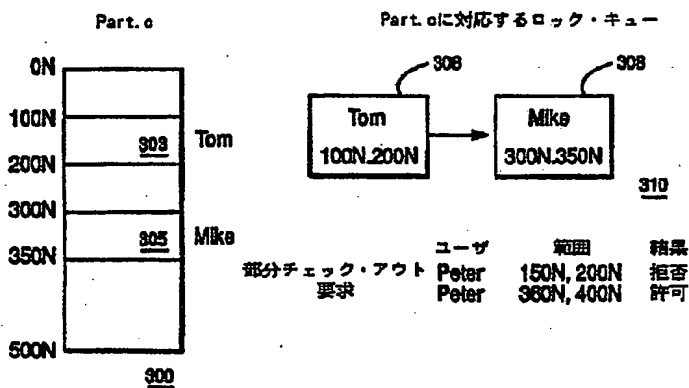 Part. c
Part. cに対応するロック・キュー
0N
100N
200N
300N
350N
500N
303
Tom
305
Mike
300
308
Tom
100N.200N
308
Mike
300N.350N
310
ユーザ 範囲 結果
部分チェック・アウト Peter 150N, 200N 拒否
要求 Peter 360N, 400N 許可